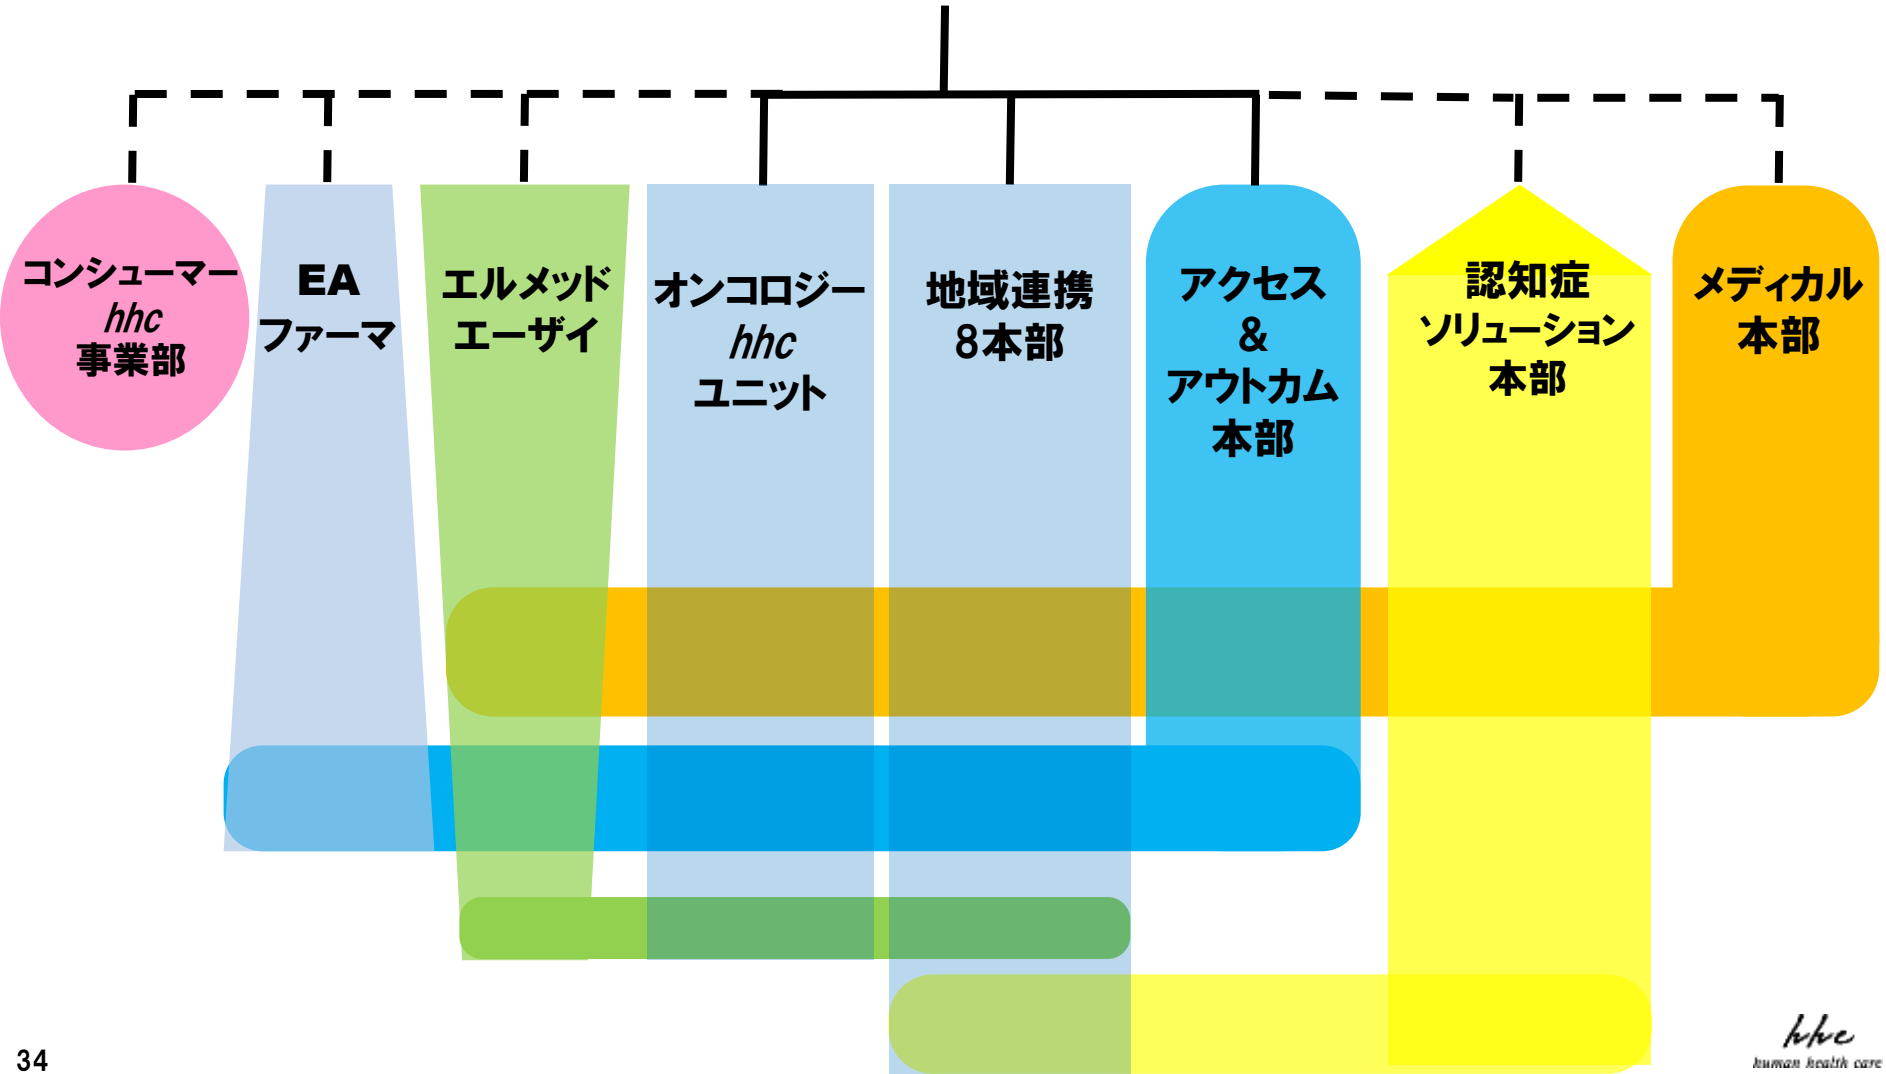 コンシューマー
hhc
事業部
EA
ファーマ
エルメッド
エーザイ
オンコロジー
hhc
ユニット
地域連携
8本部
アクセス
&
アウトカム
本部
認知症
ソリューション
本部
メディカル
本部
34
hhc
human health care